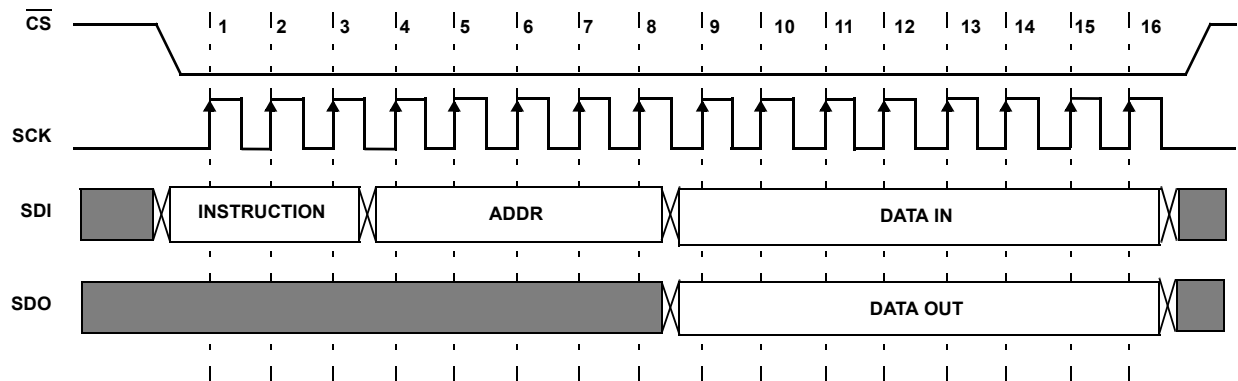 CS 1 2 3 4 5 6 7 8 9 10 11 12 13 14 15 16
SCK
SDI INSTRUCTION ADDR DATA IN
SDO DATA OUT